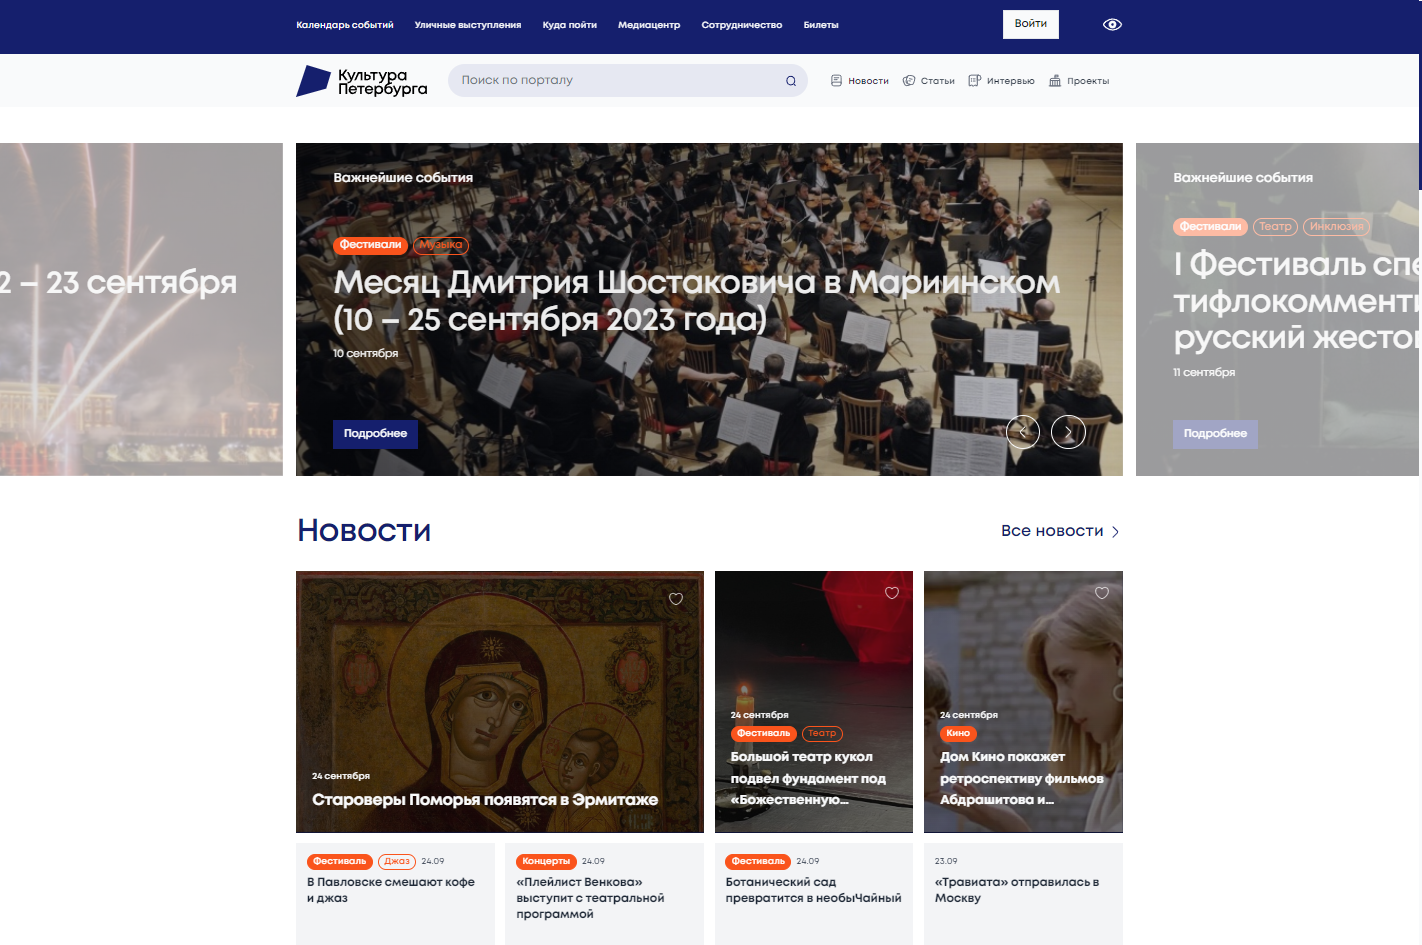 Календарь событий
Уличные выступления
Куда пойти
Медиацентр
Сотрудничество
Билеты
Войти
Культура
Петербурга
Поиск по порталу
Новости
Статьи
Интервью
Проекты
– 23 сентября
Важнейшие события
Фестивали
Музыка
Месяц Дмитрия Шостаковича в Мариинском
(10 – 25 сентября 2023 года)
10 сентября
Подробнее
Важнейшие события
Фестивали
Театр
Инклюзия
I Фестиваль спе
тифлокоммент
русский жесто
11 сентября
Подробнее
Новости
Все новости
24 сентября
Староверы Поморья появятся в Эрмитаже
24 сентября
Фестиваль
Театр
Большой театр кукол
подвел фундамент под
«Божественную...
24 сентября
Кино
Дом Кино покажет
ретроспективу фильмов
Абдрашитова и...
Фестиваль
Джаз
24.09
В Павловске смешают кофе
и джаз
Концерты
24.09
«Плейлист Венкова»
выступит с театральной
программой
Фестиваль
24.09
Ботанический сад
превратится в необыЧайный
23.09
«Травиата» отправилась в
Москву